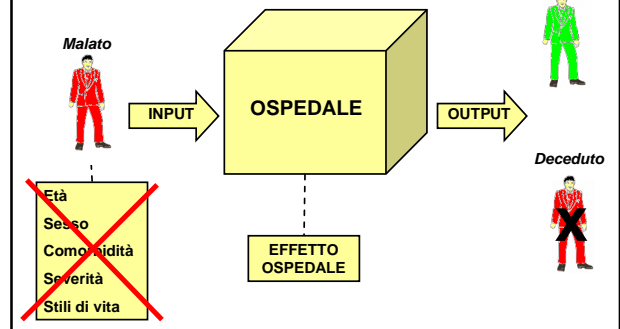 Malato
INPUT
OSPEDALE
OUTPUT
Deceduto
X
Età
Sesso
Comorbidità
Severità
Stili di vita
EFFETTO
OSPEDALE